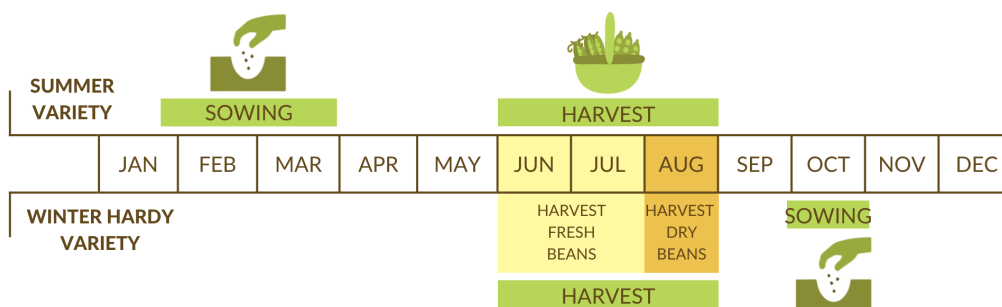 SUMMER
VARIETY
SOWING
HARVEST
JAN FEB MAR APR MAY JUN JUL AUG SEP OCT NOV DEC
WINTER HARDY
VARIETY
HARVEST
FRESH
BEANS
HARVEST
DRY
BEANS
SOWING
HARVEST